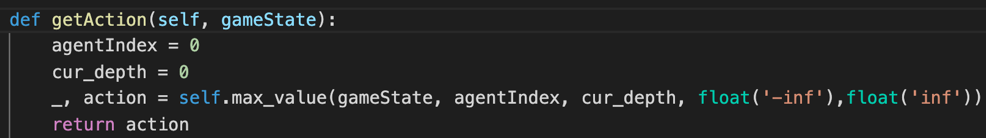 def getAction(self, gameState):
    agentIndex = 0
    cur_depth = 0
    _, action = self.max_value(gameState, agentIndex, cur_depth, float('-inf'),float('inf'))
    return action